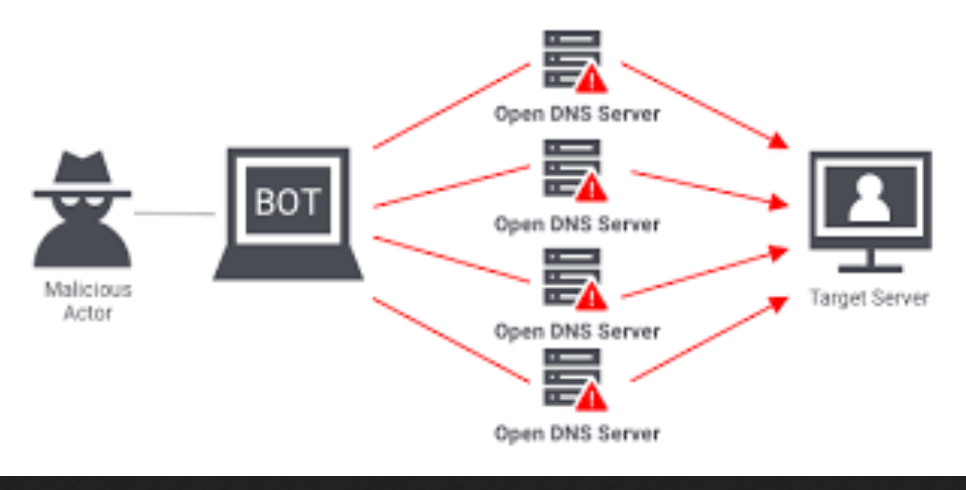 Open DNS Server
BOT
Open DNS Server
Malicious
Actor
Target Server
Open DNS Server
Open DNS Server